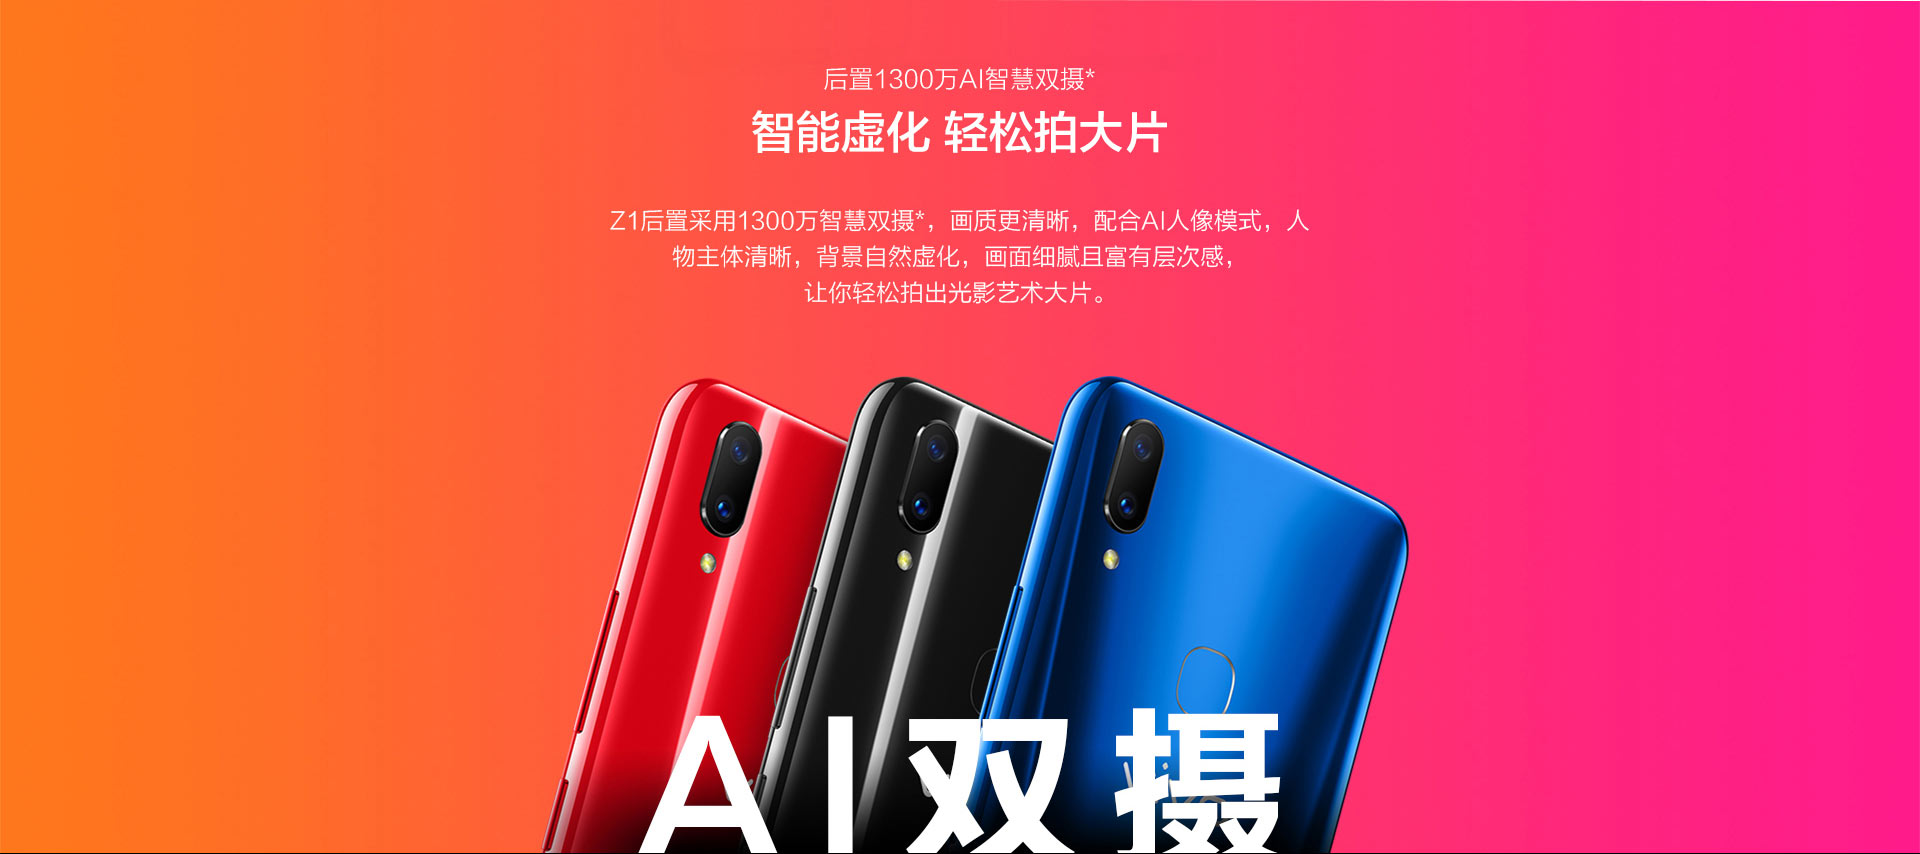 后置1300万AI智慧双摄*
智能虚化 轻松拍大片
Z1后置采用1300万智慧双摄*，画质更清晰，配合AI人像模式，人
物主体清晰，背景自然虚化，画面细腻且富有层次感，
让你轻松拍出光影艺术大片。
AI双摄